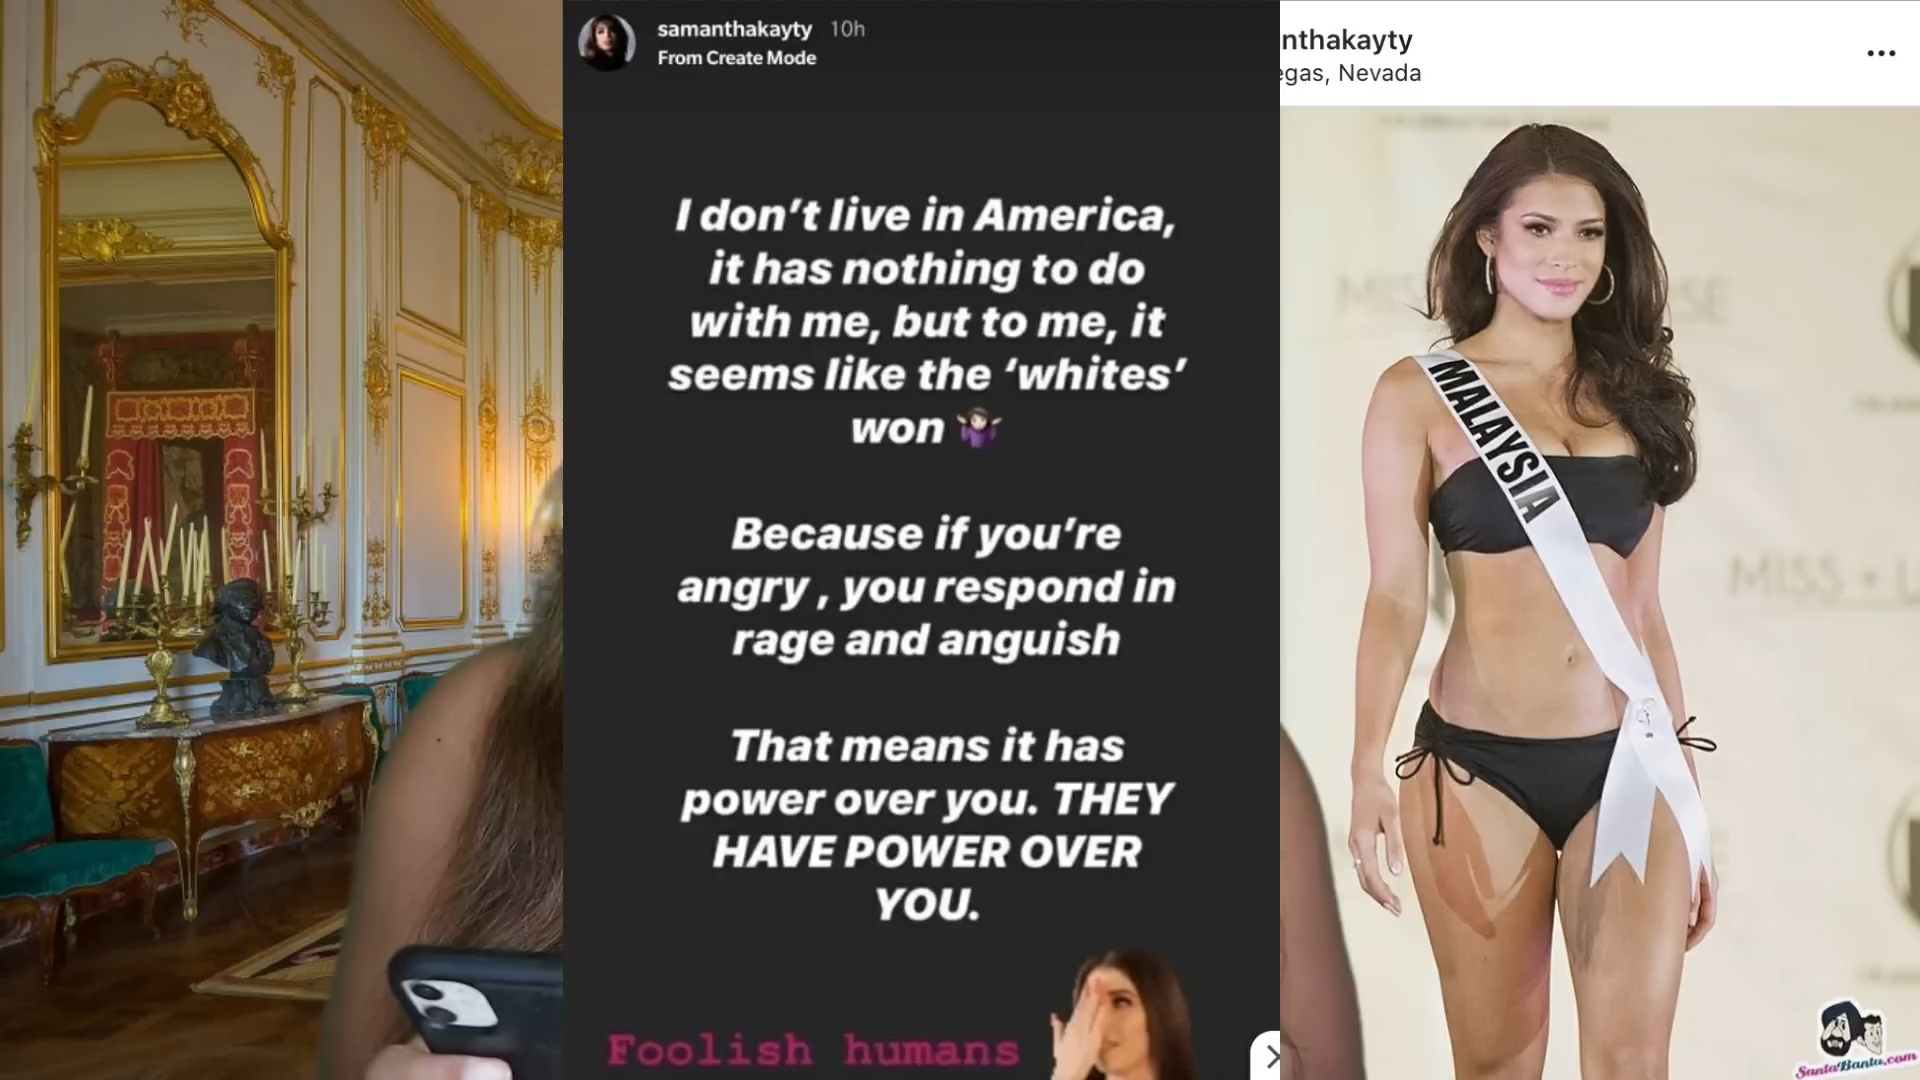 samanthakayty 10h
From Create Mode
I don't live in America,
it has nothing to do
with me, but to me, it
seems like the 'whites'
won 🤷🏻‍♀️
Because if you're
angry , you respond in
rage and anguish
That means it has
power over you. THEY
HAVE POWER OVER
YOU.
Foolish humans
nthakayty
egas, Nevada
MALAYSIA
MISS • U
SantaBanta.com